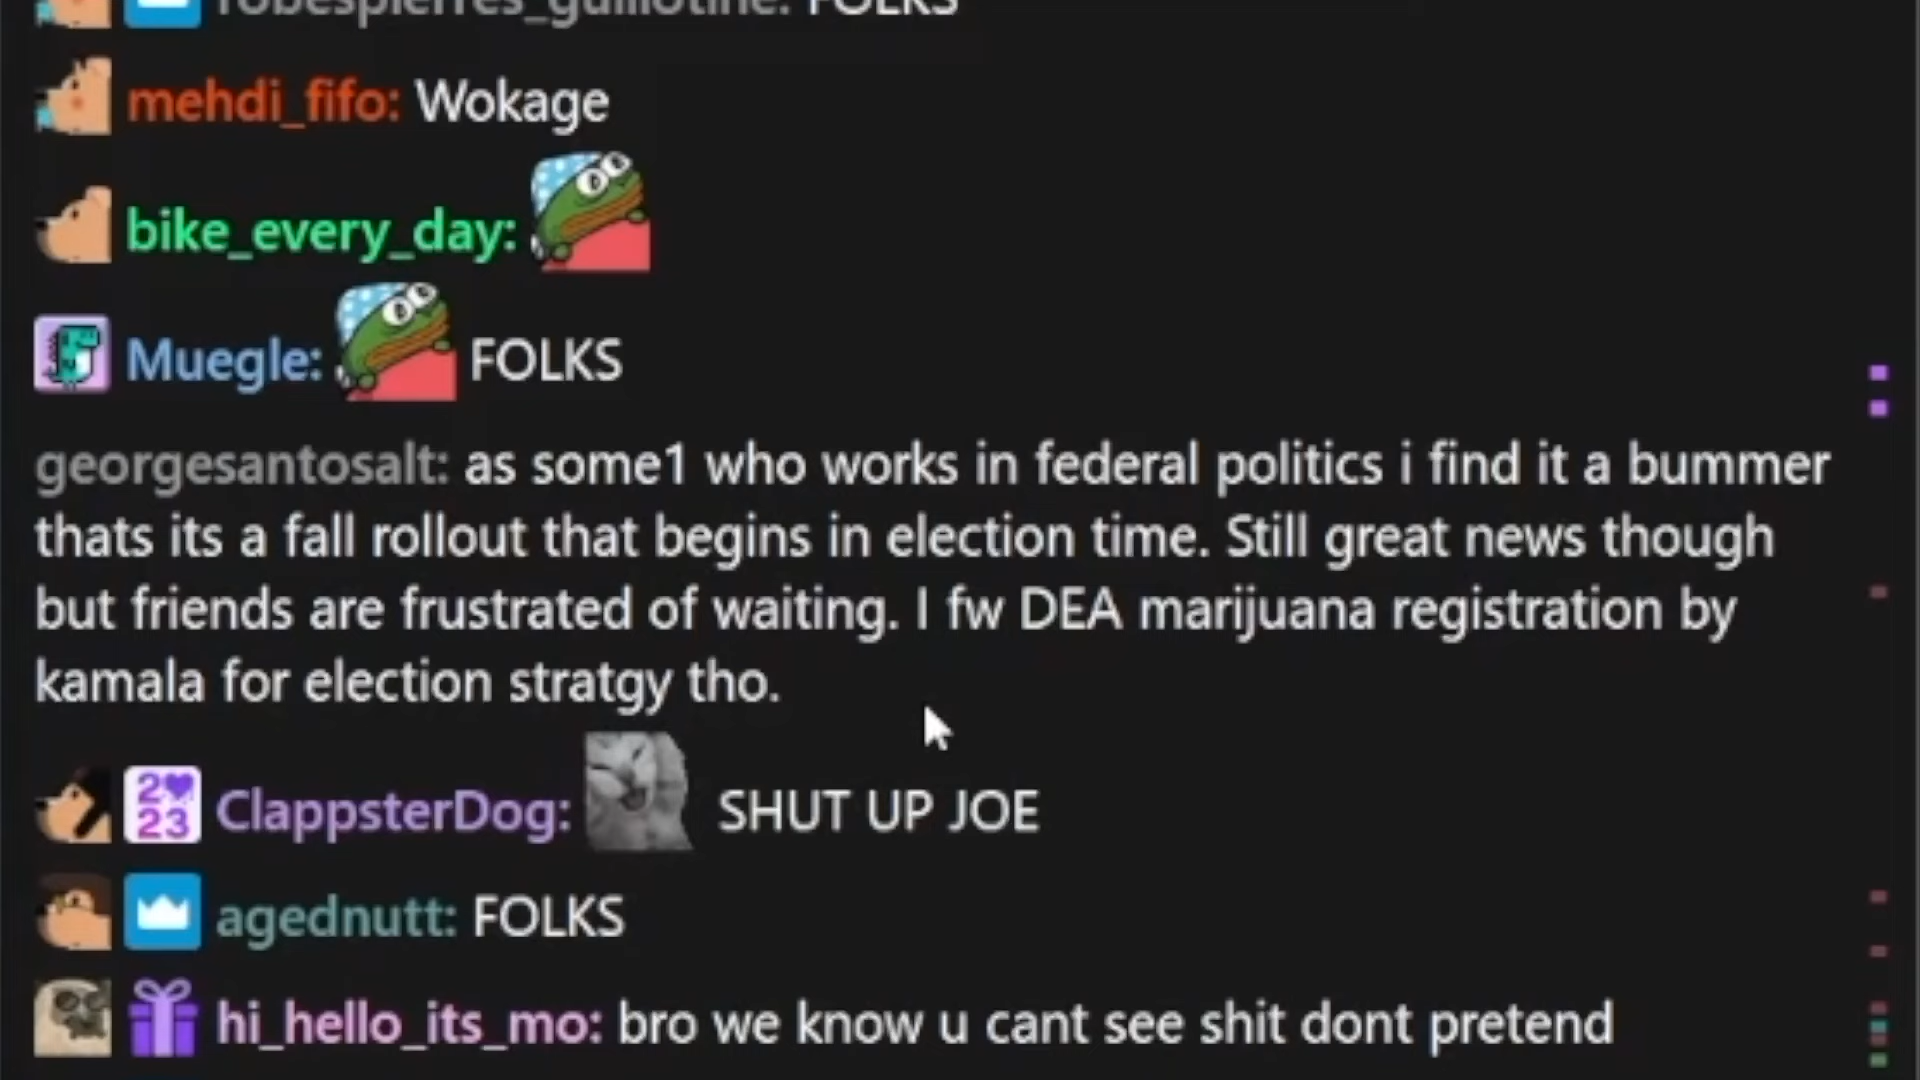 robespierres_guillotine: FOLKS
mehdi_fifo: Wokage
bike_every_day:
Muegle: FOLKS
georgesantosalt: as some1 who works in federal politics i find it a bummer
thats its a fall rollout that begins in election time. Still great news though
but friends are frustrated of waiting. I fw DEA marijuana registration by
kamala for election stratgy tho.
2023 ClappsterDog: SHUT UP JOE
agednutt: FOLKS
hi_hello_its_mo: bro we know u cant see shit dont pretend